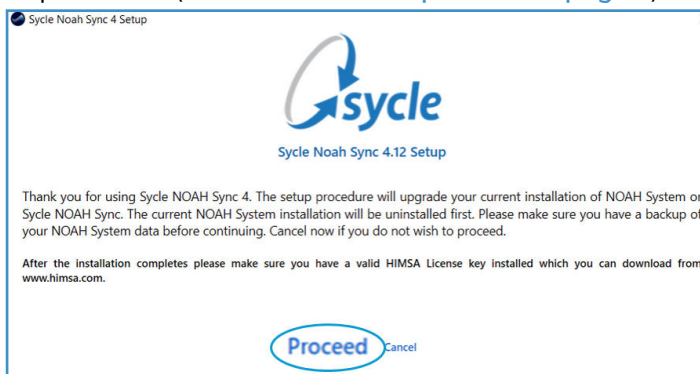 Sycle Noah Sync 4 Setup
sycle
Sycle Noah Sync 4.12 Setup
Thank you for using Sycle NOAH Sync 4. The setup procedure will upgrade your current installation of NOAH System or
Sycle NOAH Sync. The current NOAH System installation will be uninstalled first. Please make sure you have a backup of
your NOAH System data before continuing. Cancel now if you do not wish to proceed.
After the installation completes please make sure you have a valid HIMSA License key installed which you can download from
www.himsa.com.
Proceed Cancel